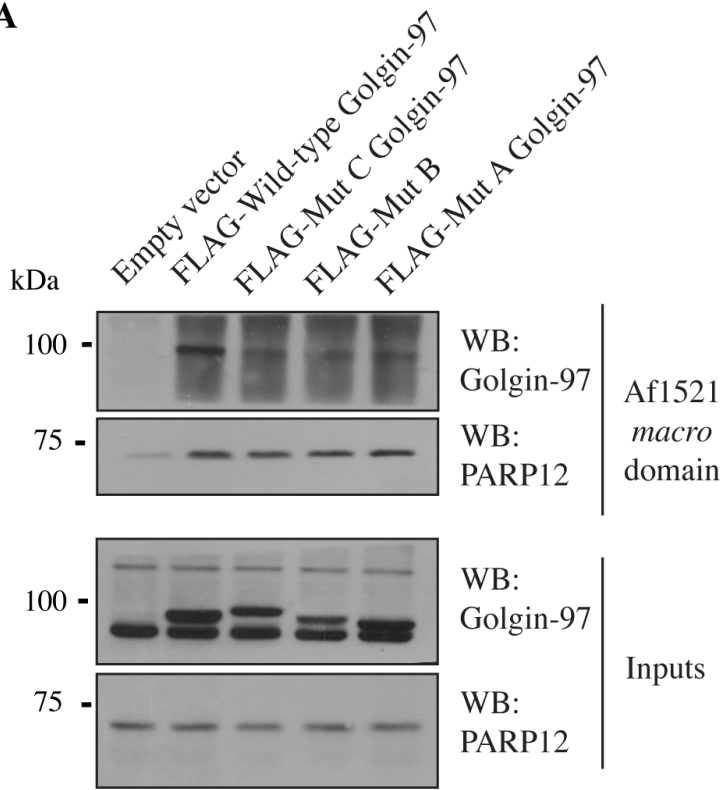 A
Empty vector
FLAG-Wild-type Golgin-97
FLAG-Mut C Golgin-97
FLAG-Mut B
FLAG-Mut A Golgin-97
kDa
100
WB:
Golgin-97
75
WB:
PARP12
Af1521
macro
domain
100
WB:
Golgin-97
75
WB:
PARP12
Inputs